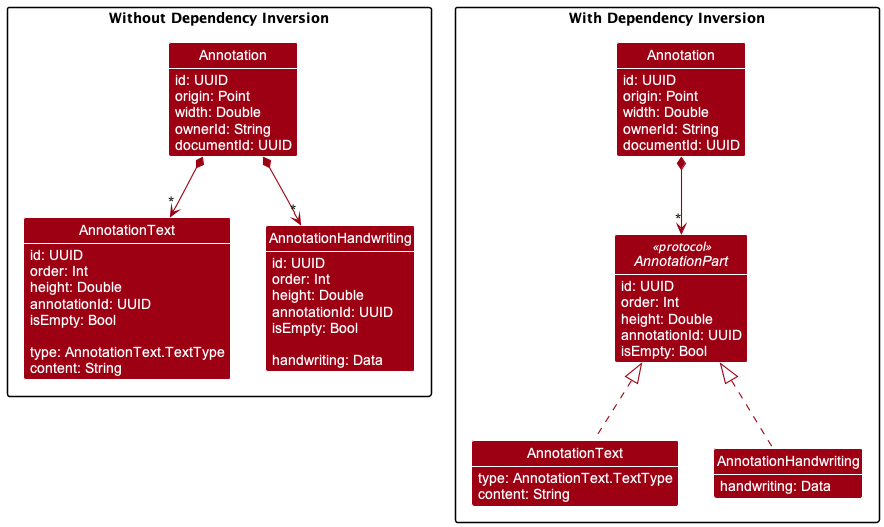 Without Dependency Inversion
Annotation
id: UUID
origin: Point
width: Double
ownerId: String
documentId: UUID
*
*
AnnotationText
id: UUID
order: Int
height: Double
annotationId: UUID
isEmpty: Bool
type: AnnotationText.TextType
content: String
AnnotationHandwriting
id: UUID
order: Int
height: Double
annotationId: UUID
isEmpty: Bool
handwriting: Data
With Dependency Inversion
Annotation
id: UUID
origin: Point
width: Double
ownerId: String
documentId: UUID
*
«protocol»
AnnotationPart
id: UUID
order: Int
height: Double
annotationId: UUID
isEmpty: Bool
AnnotationText
type: AnnotationText.TextType
content: String
AnnotationHandwriting
handwriting: Data